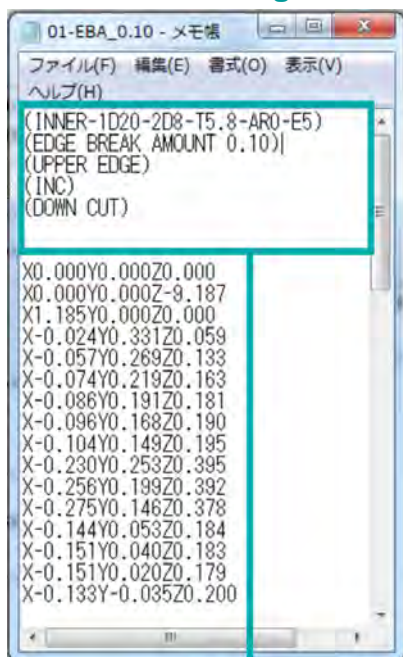 01-EBA_0.10 - メモ帳
ファイル(F) 編集(E) 書式(O) 表示(V)
ヘルプ(H)
(INNER-1D20-2D8-T5.8-AR0-E5)
(EDGE BREAK AMOUNT 0.10)
(UPPER EDGE)
(INC)
(DOWN CUT)
X0.000Y0.000Z0.000
X0.000Y0.000Z-9.187
X1.185Y0.000Z0.000
X-0.024Y0.331Z0.059
X-0.057Y0.269Z0.133
X-0.074Y0.219Z0.163
X-0.086Y0.191Z0.181
X-0.096Y0.168Z0.190
X-0.104Y0.149Z0.195
X-0.230Y0.253Z0.395
X-0.256Y0.199Z0.392
X-0.275Y0.146Z0.378
X-0.144Y0.053Z0.184
X-0.151Y0.040Z0.183
X-0.151Y0.020Z0.179
X-0.133Y-0.035Z0.200